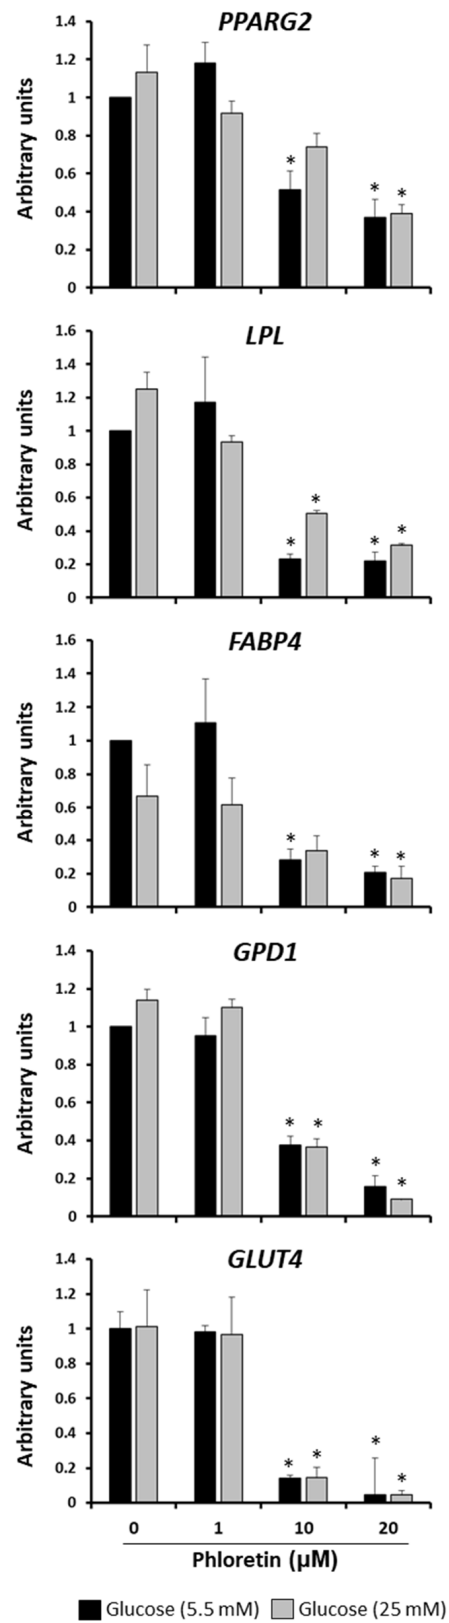 PPARG2
Arbitrary units
1.4
1.2
1
0.8
0.6
0.4
0.2
0
* * *
LPL
Arbitrary units
1.6
1.4
1.2
1
0.8
0.6
0.4
0.2
0
* * * *
FABP4
Arbitrary units
1.6
1.4
1.2
1
0.8
0.6
0.4
0.2
0
* * *
GPD1
Arbitrary units
1.4
1.2
1
0.8
0.6
0.4
0.2
0
* * * *
GLUT4
Arbitrary units
1.4
1.2
1
0.8
0.6
0.4
0.2
0
* * * *
0 1 10 20
Phloretin (µM)
Glucose (5.5 mM) Glucose (25 mM)